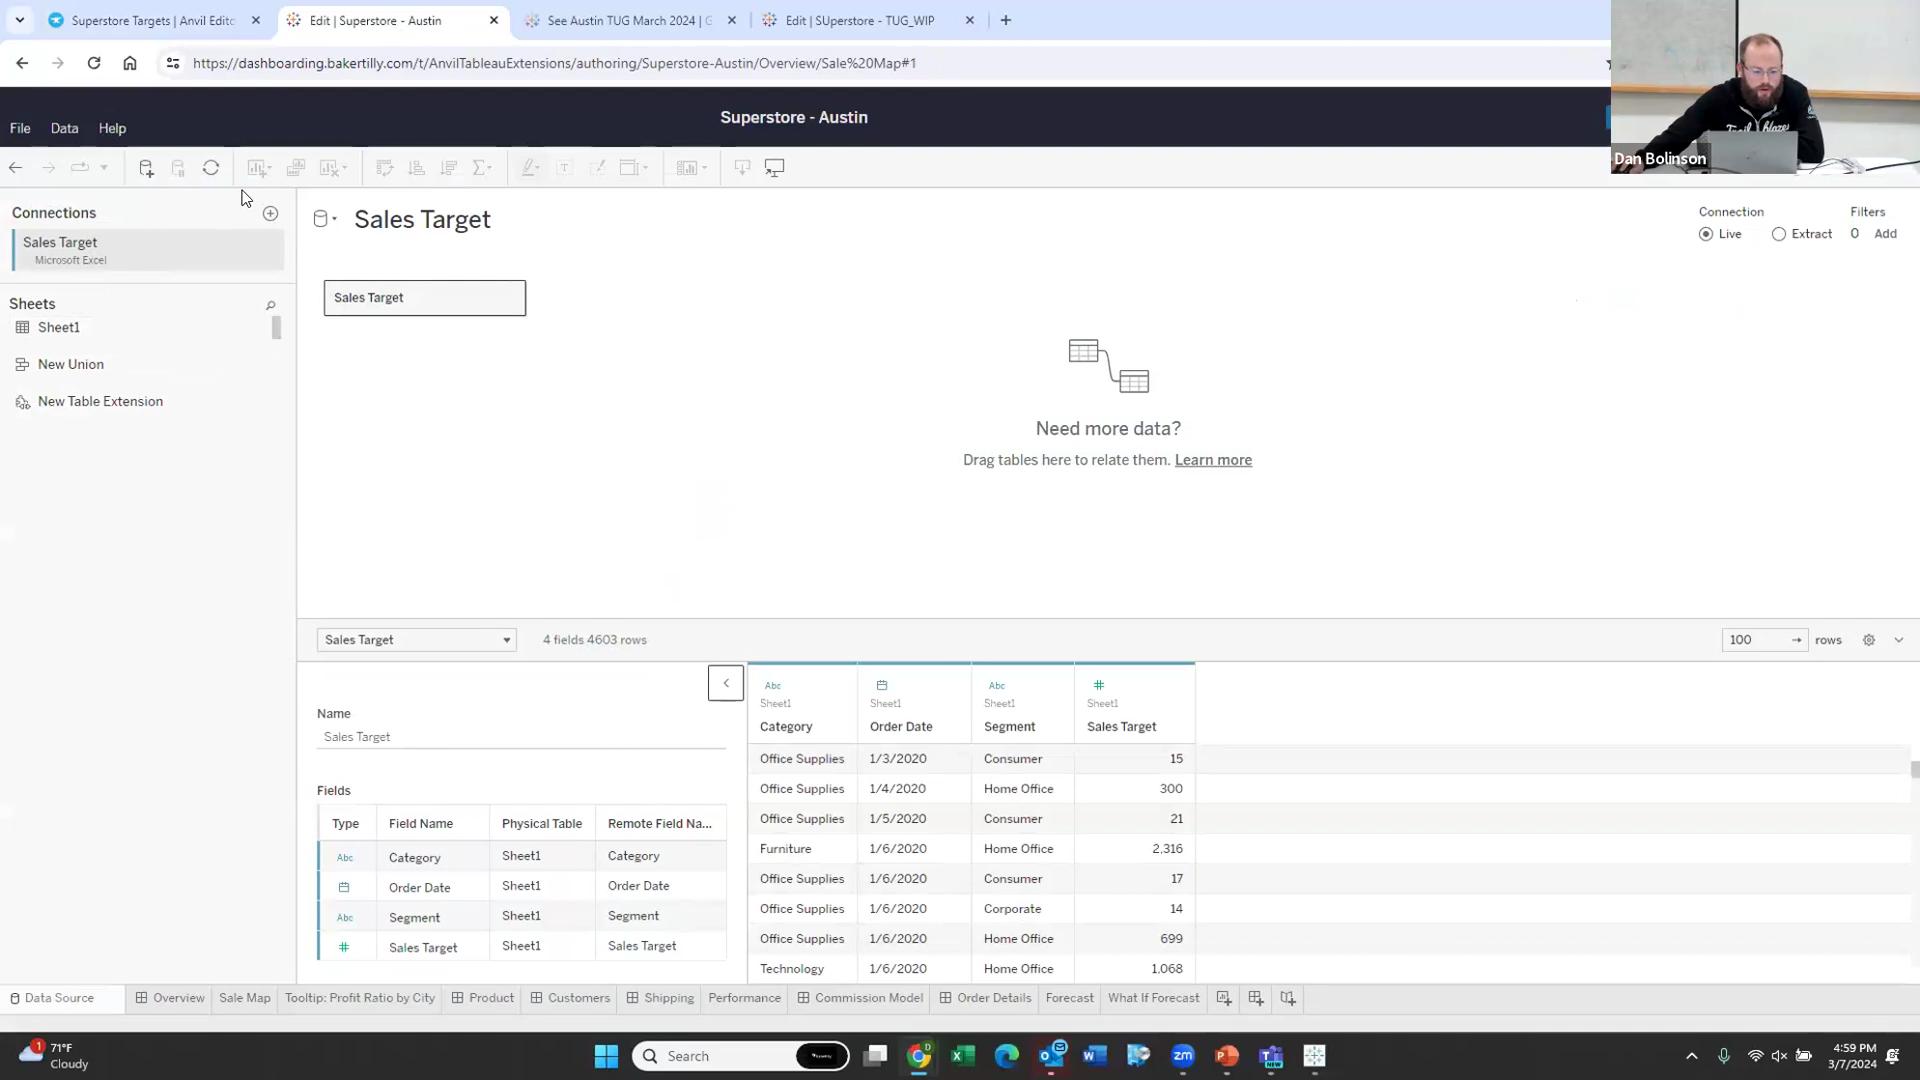 Superstore Targets | Anvil Edito
Edit | Superstore - Austin
See Austin TUG March 2024 | G
Edit | SUperstore - TUG_WIP
https://dashboarding.bakertilly.com/t/AnvilTableauExtensions/authoring/Superstore-Austin/Overview/Sale%20Map#1
Superstore - Austin
File Data Help
Dan Bolinson
Connections
Sales Target
Microsoft Excel
Sheets
Sheet1
New Union
New Table Extension
Sales Target
Connection
Live Extract
Filters
0 Add
Sales Target
Need more data?
Drag tables here to relate them. Learn more
Sales Target
4 fields 4603 rows
100 → rows
Name
Sales Target
Fields
Type Field Name Physical Table Remote Field Na...
Abc Category Sheet1 Category
Order Date Sheet1 Order Date
Abc Segment Sheet1 Segment
# Sales Target Sheet1 Sales Target
Abc Abc #
Sheet1 Sheet1 Sheet1 Sheet1
Category Order Date Segment Sales Target
Office Supplies 1/3/2020 Consumer 15
Office Supplies 1/4/2020 Home Office 300
Office Supplies 1/5/2020 Consumer 21
Furniture 1/6/2020 Home Office 2,316
Office Supplies 1/6/2020 Consumer 17
Office Supplies 1/6/2020 Corporate 14
Office Supplies 1/6/2020 Home Office 699
Technology 1/6/2020 Home Office 1,068
Data Source Overview Sale Map Tooltip: Profit Ratio by City Product Customers Shipping Performance Commission Model Order Details Forecast What If Forecast
1
71°F
Cloudy
Search
4:59 PM
3/7/2024